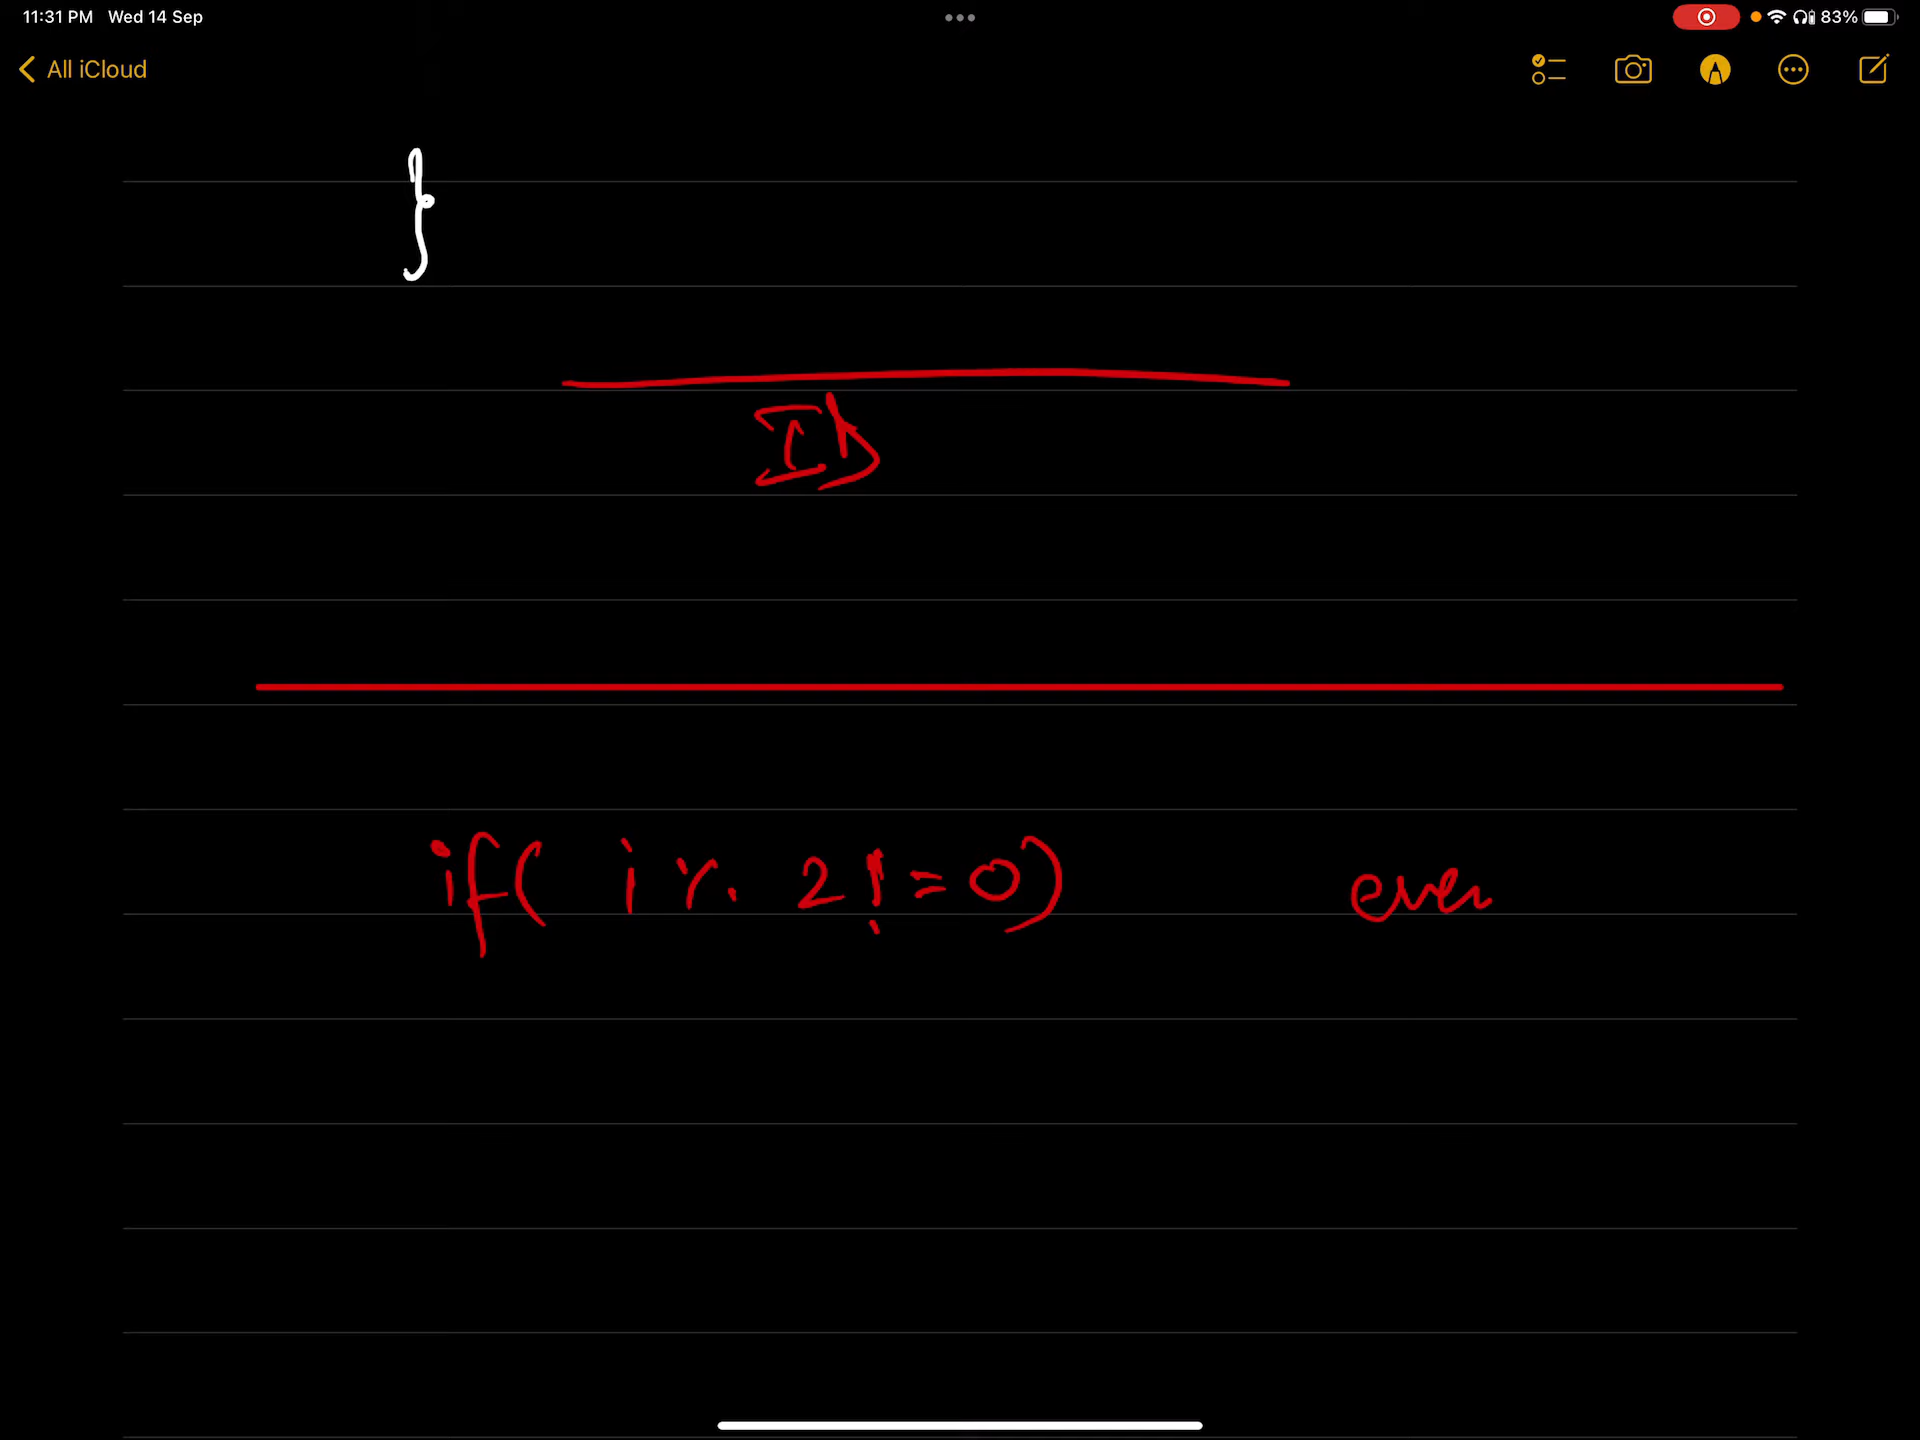 11:31 PM Wed 14 Sep
83%
All iCloud
}
ID
if( i % 2 != 0) even